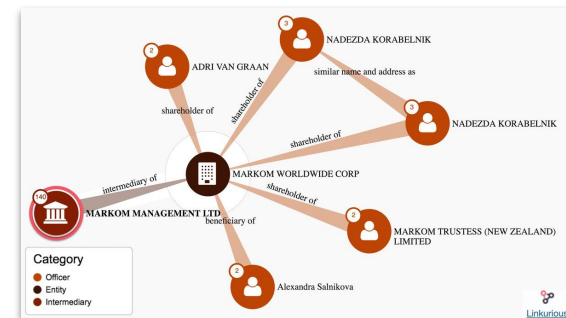 3
NADEZDA KORABELNIK
2
ADRI VAN GRAAN
similar name and address as
3
shareholder of
shareholder of
NADEZDA KORABELNIK
shareholder of
MARKOM WORLDWIDE CORP
intermediary of
shareholder of
140
MARKOM MANAGEMENT LTD
beneficiary of
2
MARKOM TRUSTESS (NEW ZEALAND)
LIMITED
Category
Officer
Entity
Intermediary
2
Alexandra Salnikova
Linkurious